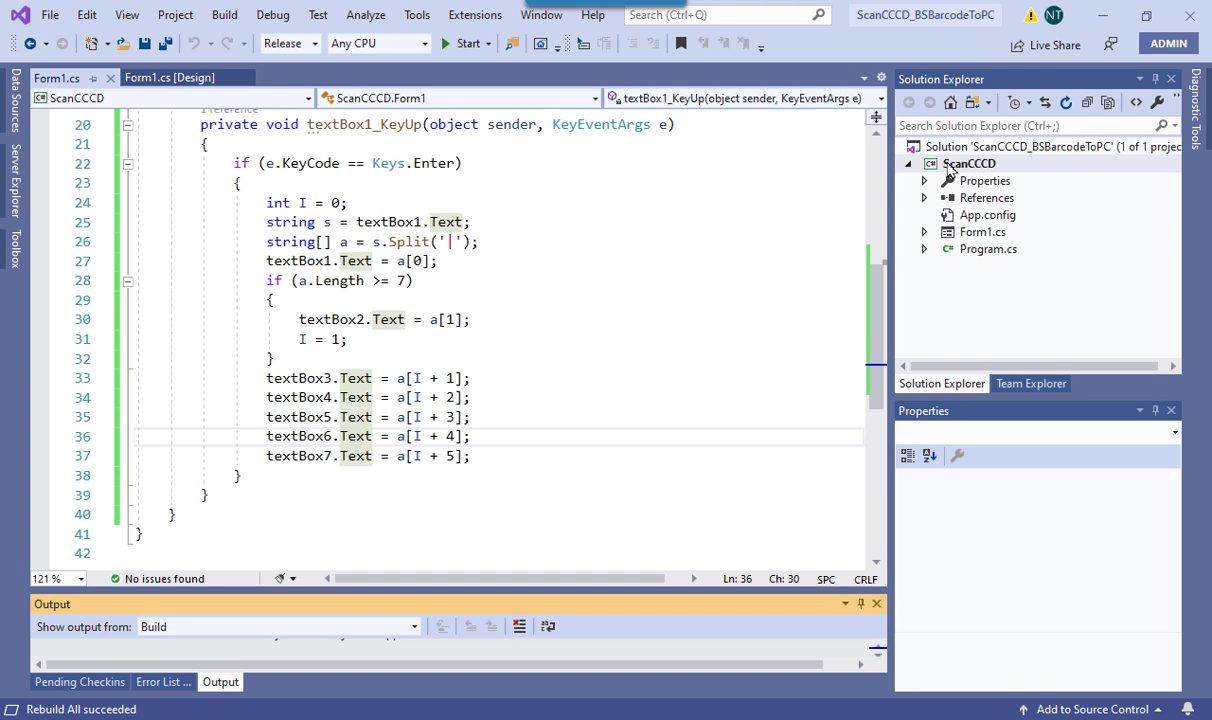 File Edit View Project Build Debug Test Analyze Tools Extensions Window Help Search (Ctrl+Q) ScanCCCD_BSBarcodeToPC NT
Release Any CPU Start Live Share ADMIN
Form1.cs Form1.cs [Design]
ScanCCCD ScanCCCD.Form1 textBox1_KeyUp(object sender, KeyEventArgs e)
20 private void textBox1_KeyUp(object sender, KeyEventArgs e)
21 {
22 if (e.KeyCode == Keys.Enter)
23 {
24 int I = 0;
25 string s = textBox1.Text;
26 string[] a = s.Split('|');
27 textBox1.Text = a[0];
28 if (a.Length >= 7)
29 {
30 textBox2.Text = a[1];
31 I = 1;
32 }
33 textBox3.Text = a[I + 1];
34 textBox4.Text = a[I + 2];
35 textBox5.Text = a[I + 3];
36 textBox6.Text = a[I + 4];
37 textBox7.Text = a[I + 5];
38 }
39 }
40 }
41 }
42
121 % No issues found Ln: 36 Ch: 30 SPC CRLF
Output
Show output from: Build
Pending Checkins Error List ... Output
Rebuild All succeeded
Add to Source Control
Data Sources
Server Explorer
Toolbox
Solution Explorer
Search Solution Explorer (Ctrl+;)
Solution 'ScanCCCD_BSBarcodeToPC' (1 of 1 projec
C# ScanCCCD
Properties
References
App.config
Form1.cs
C# Program.cs
Solution Explorer Team Explorer
Properties
Diagnostic Tools